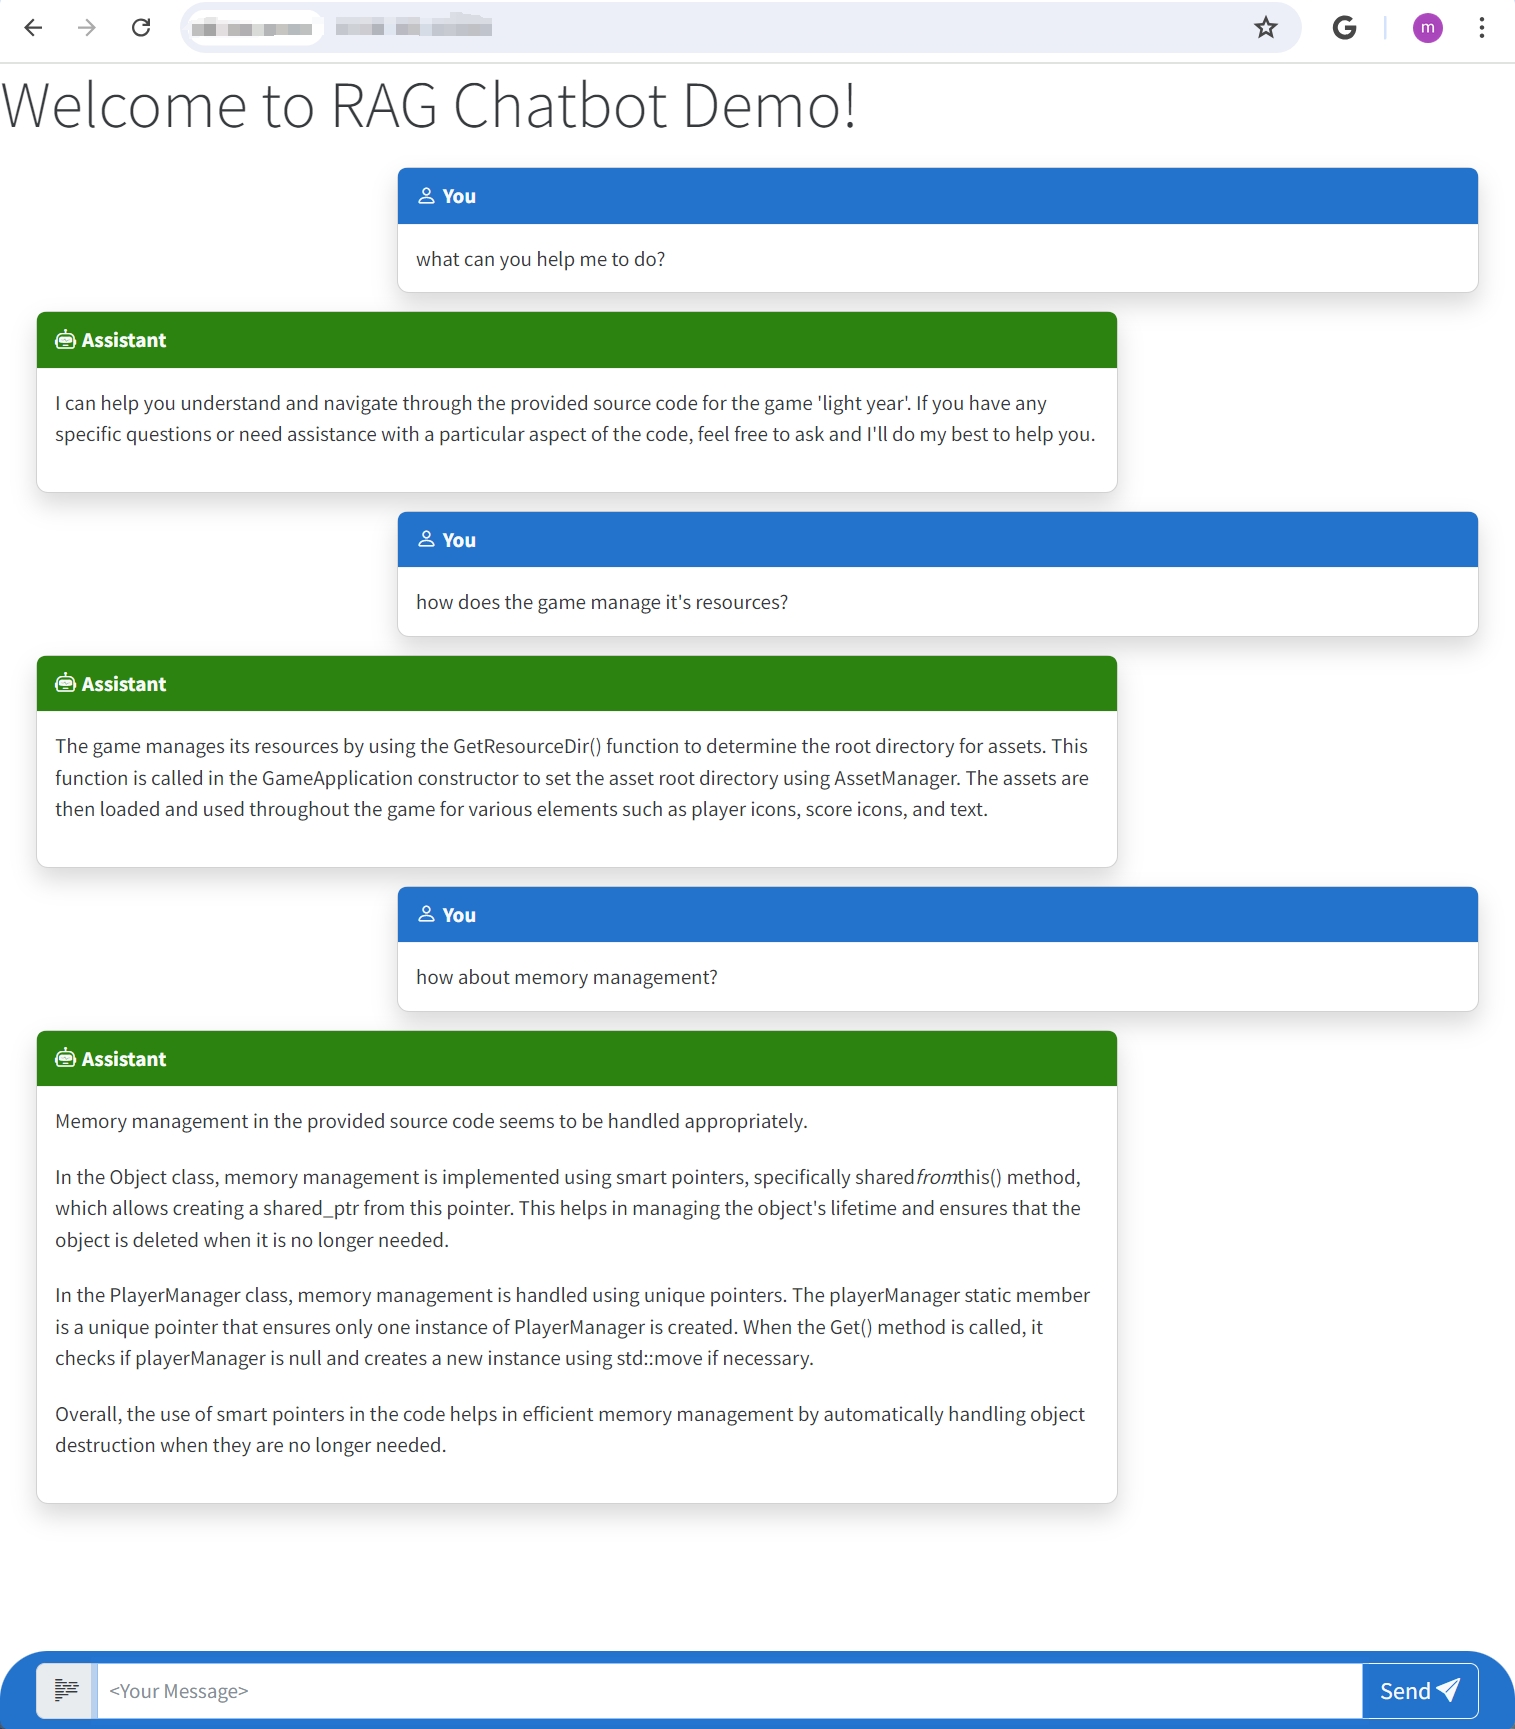 m
Welcome to RAG Chatbot Demo!
You
what can you help me to do?
Assistant
I can help you understand and navigate through the provided source code for the game 'light year'. If you have any
specific questions or need assistance with a particular aspect of the code, feel free to ask and I'll do my best to help you.
You
how does the game manage it's resources?
Assistant
The game manages its resources by using the GetResourceDir() function to determine the root directory for assets. This
function is called in the GameApplication constructor to set the asset root directory using AssetManager. The assets are
then loaded and used throughout the game for various elements such as player icons, score icons, and text.
You
how about memory management?
Assistant
Memory management in the provided source code seems to be handled appropriately.
In the Object class, memory management is implemented using smart pointers, specifically sharedfromthis() method,
which allows creating a shared_ptr from this pointer. This helps in managing the object's lifetime and ensures that the
object is deleted when it is no longer needed.
In the PlayerManager class, memory management is handled using unique pointers. The playerManager static member
is a unique pointer that ensures only one instance of PlayerManager is created. When the Get() method is called, it
checks if playerManager is null and creates a new instance using std::move if necessary.
Overall, the use of smart pointers in the code helps in efficient memory management by automatically handling object
destruction when they are no longer needed.
<Your Message>
Send